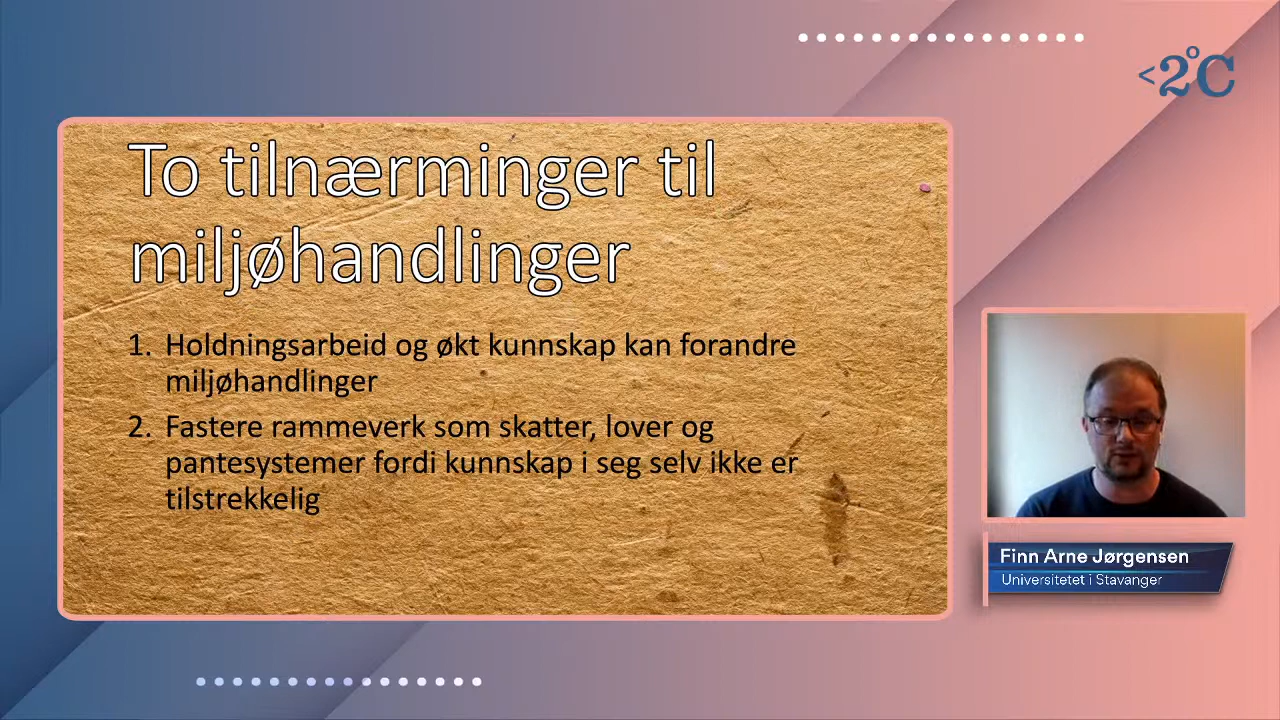 <2°C
To tilnærminger til
miljøhandlinger
1. Holdningsarbeid og økt kunnskap kan forandre
miljøhandlinger
2. Fastere rammeverk som skatter, lover og
pantesystemer fordi kunnskap i seg selv ikke er
tilstrekkelig
Finn Arne Jørgensen
Universitetet i Stavanger